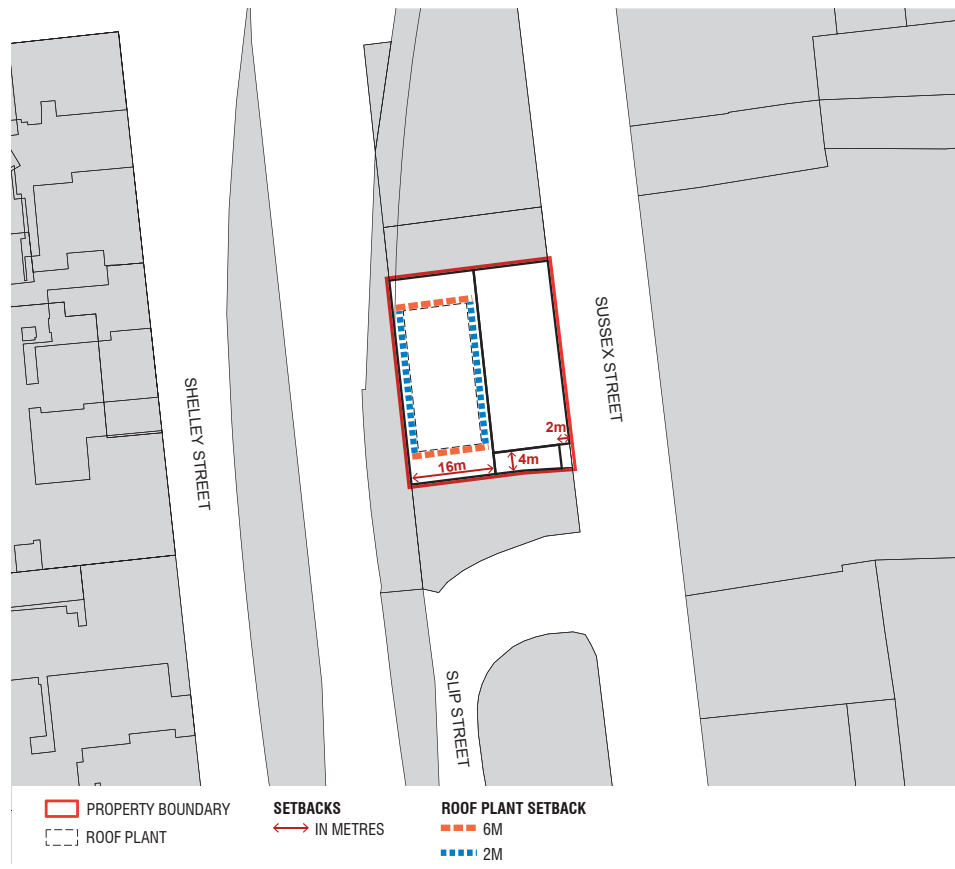 SUSSEX STREET
SHELLEY STREET
2m
4m
16m
SLIP STREET
PROPERTY BOUNDARY
ROOF PLANT
SETBACKS
IN METRES
ROOF PLANT SETBACK
6M
2M